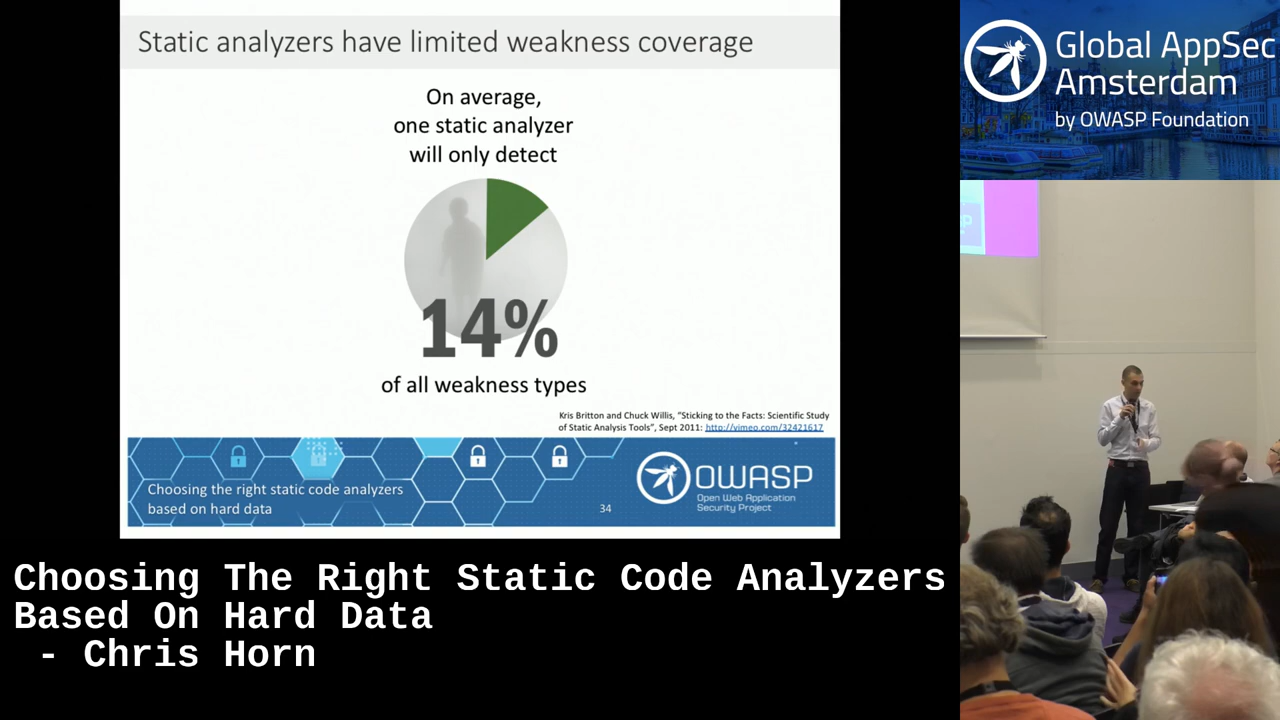 Static analyzers have limited weakness coverage
On average,
one static analyzer
will only detect
14%
of all weakness types
Kris Britton and Chuck Willis, "Sticking to the Facts: Scientific Study
of Static Analysis Tools", Sept 2011: http://vimeo.com/32421617
Choosing the right static code analyzers
based on hard data
34
OWASP
Open Web Application
Security Project
Global AppSec
Amsterdam
by OWASP Foundation
Choosing The Right Static Code Analyzers
Based On Hard Data
- Chris Horn